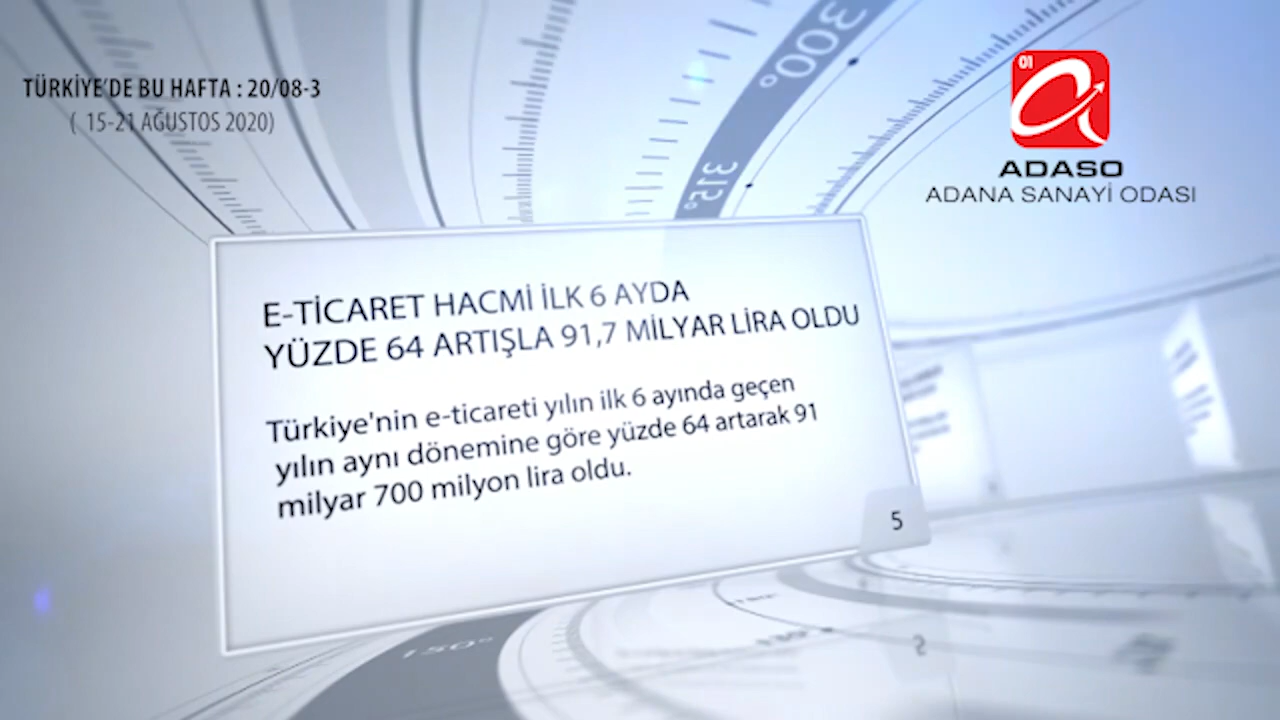 TÜRKİYE'DE BU HAFTA : 20/08-3
( 15-21 AĞUSTOS 2020)
01
ADASO
ADANA SANAYİ ODASI
300°
315°
E-TİCARET HACMİ İLK 6 AYDA
YÜZDE 64 ARTIŞLA 91,7 MİLYAR LİRA OLDU
Türkiye'nin e-ticareti yılın ilk 6 ayında geçen
yılın aynı dönemine göre yüzde 64 artarak 91
milyar 700 milyon lira oldu.
5
150°